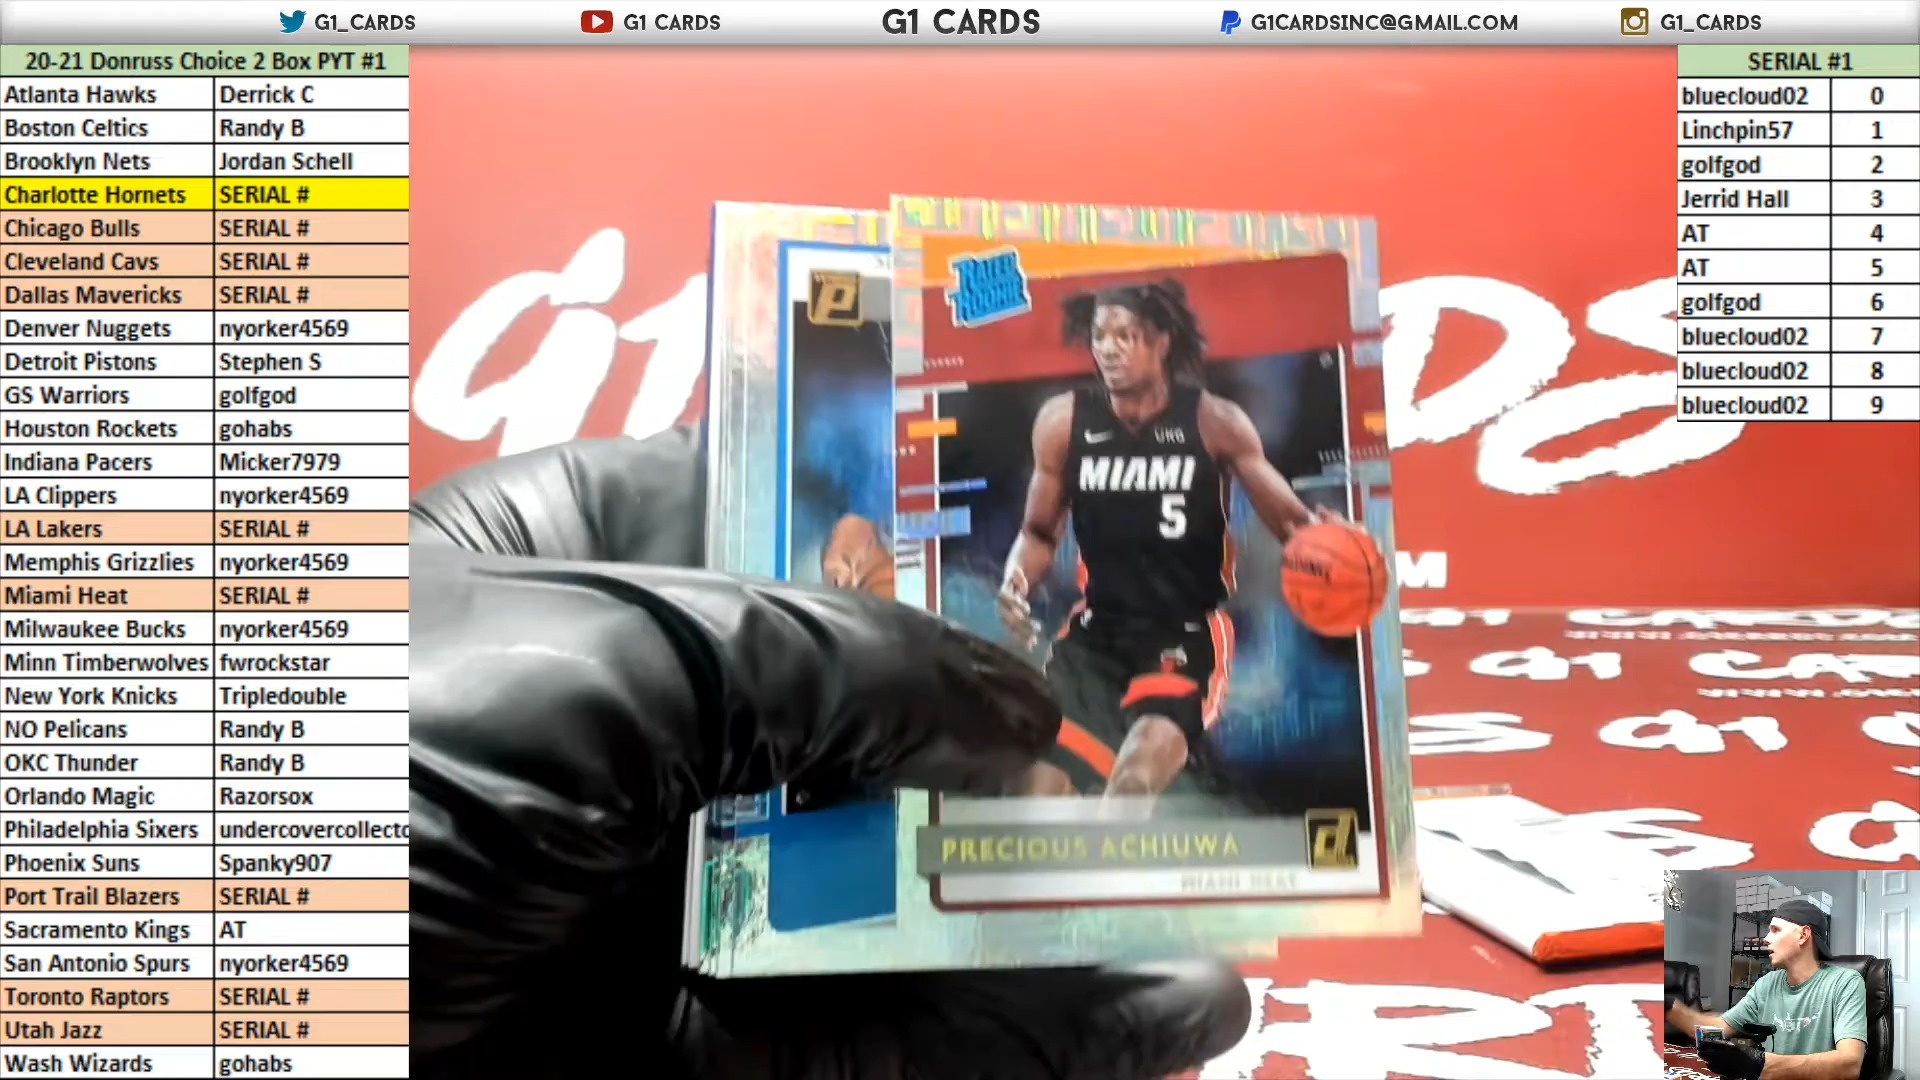 G1_CARDS
G1 CARDS
G1 CARDS
G1CARDSINC@GMAIL.COM
G1_CARDS
20-21 Donruss Choice 2 Box PYT #1
Atlanta Hawks Derrick C
Boston Celtics Randy B
Brooklyn Nets Jordan Schell
Charlotte Hornets SERIAL #
Chicago Bulls SERIAL #
Cleveland Cavs SERIAL #
Dallas Mavericks SERIAL #
Denver Nuggets nyorker4569
Detroit Pistons Stephen S
GS Warriors golfgod
Houston Rockets gohabs
Indiana Pacers Micker7979
LA Clippers nyorker4569
LA Lakers SERIAL #
Memphis Grizzlies nyorker4569
Miami Heat SERIAL #
Milwaukee Bucks nyorker4569
Minn Timberwolves fwrockstar
New York Knicks Tripledouble
NO Pelicans Randy B
OKC Thunder Randy B
Orlando Magic Razorsox
Philadelphia Sixers undercovercollecto
Phoenix Suns Spanky907
Port Trail Blazers SERIAL #
Sacramento Kings AT
San Antonio Spurs nyorker4569
Toronto Raptors SERIAL #
Utah Jazz SERIAL #
Wash Wizards gohabs
SERIAL #1
bluecloud02 0
Linchpin57 1
golfgod 2
Jerrid Hall 3
AT 4
AT 5
golfgod 6
bluecloud02 7
bluecloud02 8
bluecloud02 9
RATED
ROOKIE
MIAMI
5
PRECIOUS ACHIUWA
MIAMI HEAT